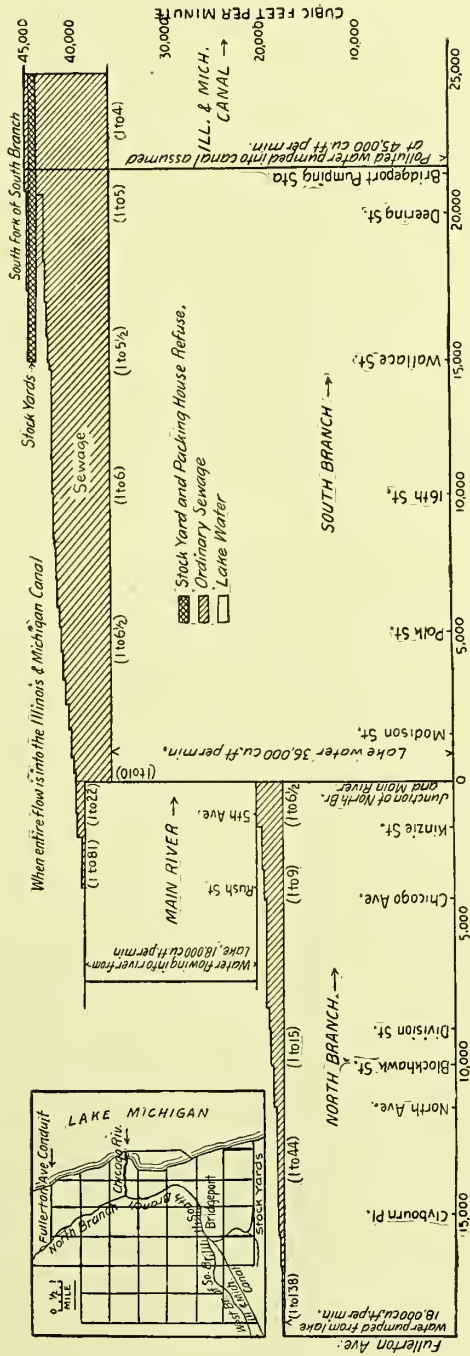 When entire flow is into the Illinois & Michigan Canal
Stock Yards
South Fork of South Branch
45,000
40,000
30,000
20,000
10,000
CUBIC FEET PER MINUTE
Sewage
(1 to 138)
(1 to 44)
(1 to 15)
(1 to 9)
(1 to 6½)
(1 to 81)
(1 to 22)
(1 to 10)
(1 to 6½)
(1 to 6)
(1 to 5½)
(1 to 5)
(1 to 4)
Stock Yard and Packing House Refuse.
Ordinary Sewage
Lake Water
MAIN RIVER →
Rush St
5th Ave.
Water flowing into river from
Lake, 18,000 cu. ft per min
Lake water 36,000 cu. ft per min.
NORTH BRANCH. →
SOUTH BRANCH →
ILL. & MICH. →
CANAL
Polluted water pumped into canal assumed
at 45,000 cu. ft per min.
Fullerton Ave.
Water pumped from lake
18,000 cu. ft. per min.
Clybourn Pl.
North Ave.
Blockhawk St.
Division St.
Chicago Ave.
Kinzie St.
Junction of North Br.
and Main River.
Modison St.
Polk St.
16th St.
Wallace St.
Deering St.
Bridgeport Pumping Sta
15,000
10,000
5,000
0
5,000
10,000
15,000
20,000
25,000
0 ½ 1
MILE
Fullerton Ave Conduit
LAKE MICHIGAN
Chicago Riv.
North Branch
South Branch
Bridgeport
Stock Yards
Ill & Mich
Canal